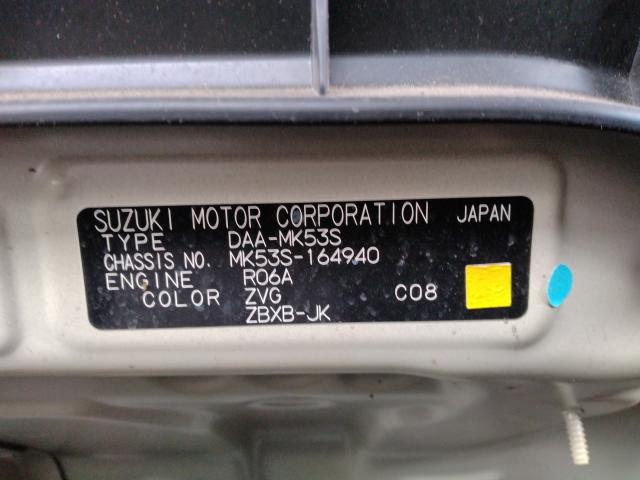 SUZUKI MOTOR CORPORATION JAPAN
TYPE DAA-MK53S
CHASSIS NO. MK53S-164940
ENGINE R06A
COLOR ZVG C08
ZBXB-JK